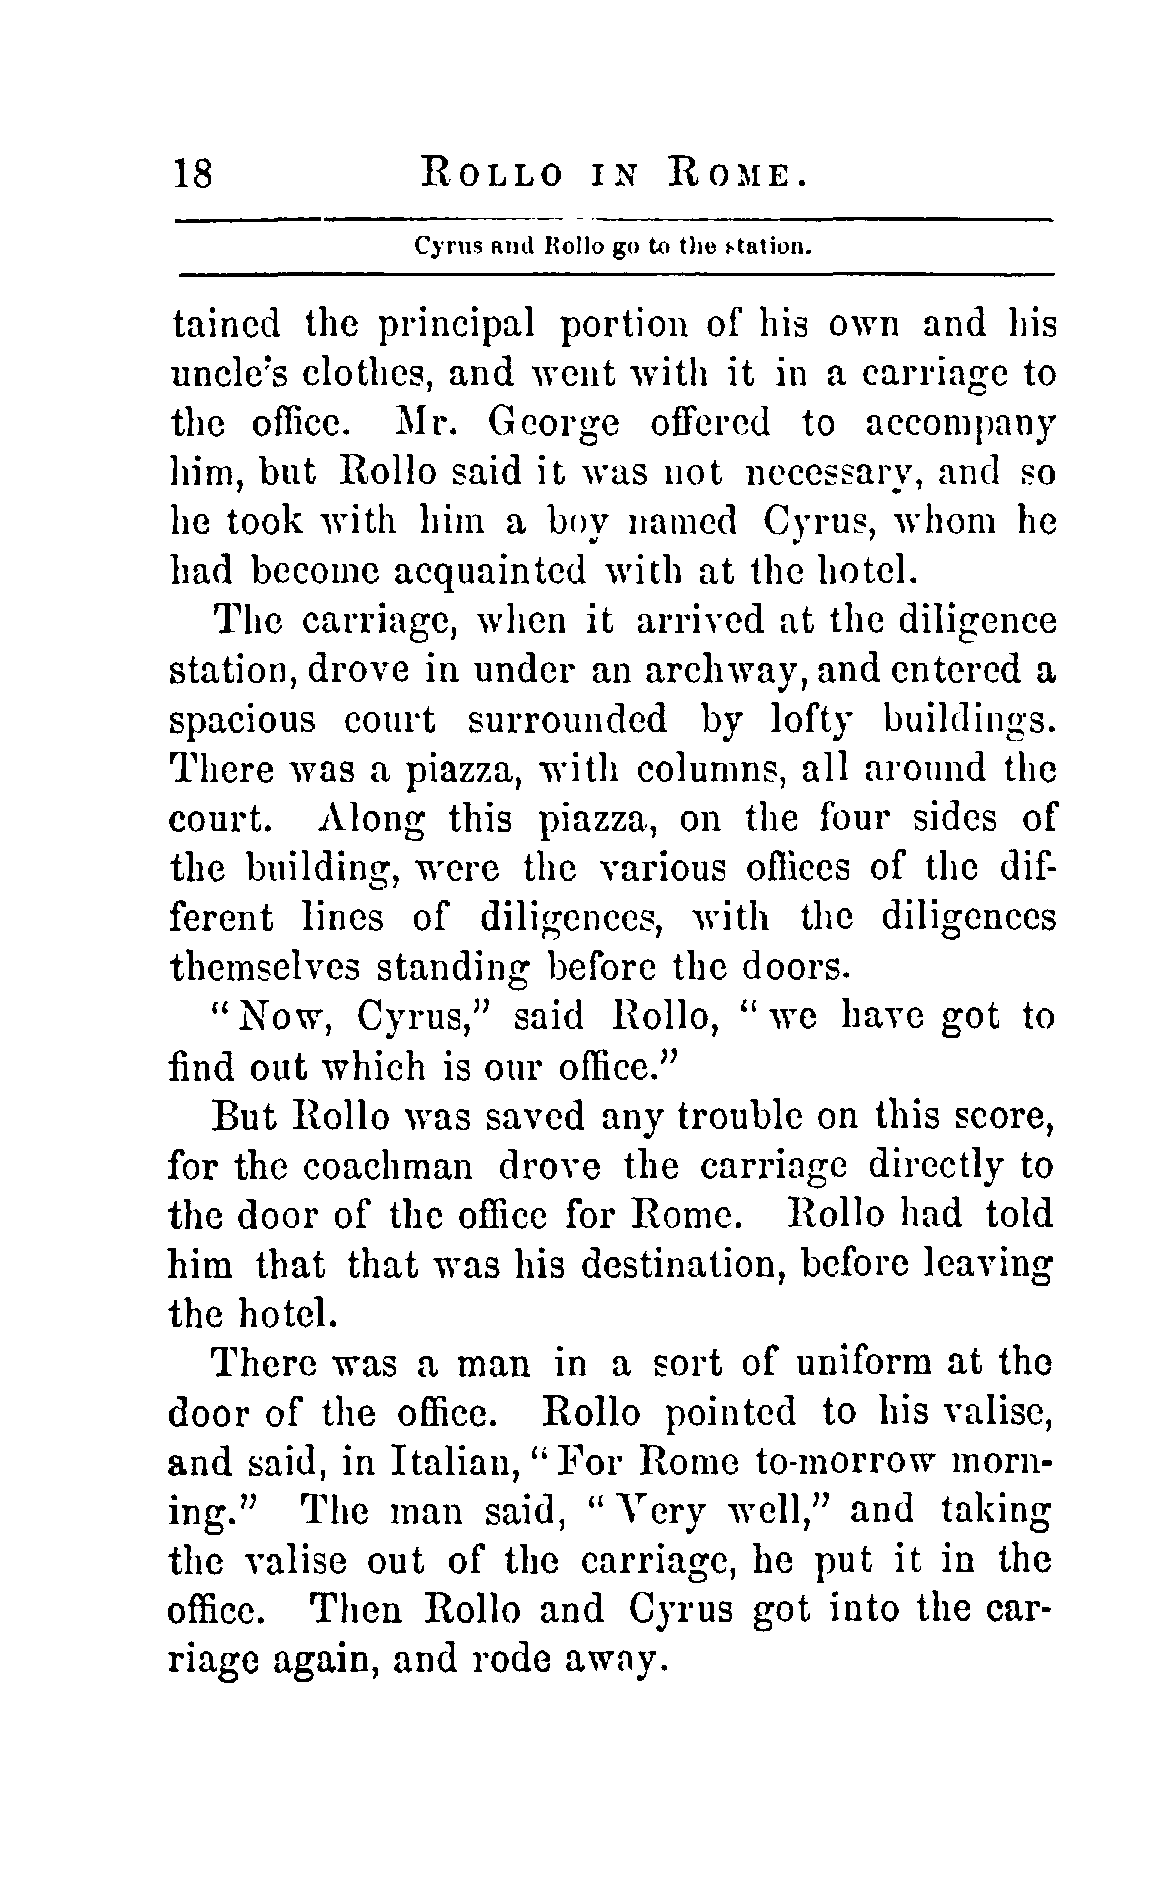 18 ROLLO IN ROME.
Cyrus and Rollo go to the station.
tained the principal portion of his own and his
uncle's clothes, and went with it in a carriage to
the office. Mr. George offered to accompany
him, but Rollo said it was not necessary, and so
he took with him a boy named Cyrus, whom he
had become acquainted with at the hotel.
The carriage, when it arrived at the diligence
station, drove in under an archway, and entered a
spacious court surrounded by lofty buildings.
There was a piazza, with columns, all around the
court. Along this piazza, on the four sides of
the building, were the various offices of the dif-
ferent lines of diligences, with the diligences
themselves standing before the doors.
"Now, Cyrus," said Rollo, "we have got to
find out which is our office."
But Rollo was saved any trouble on this score,
for the coachman drove the carriage directly to
the door of the office for Rome. Rollo had told
him that that was his destination, before leaving
the hotel.
There was a man in a sort of uniform at the
door of the office. Rollo pointed to his valise,
and said, in Italian, "For Rome to-morrow morn-
ing." The man said, "Very well," and taking
the valise out of the carriage, he put it in the
office. Then Rollo and Cyrus got into the car-
riage again, and rode away.